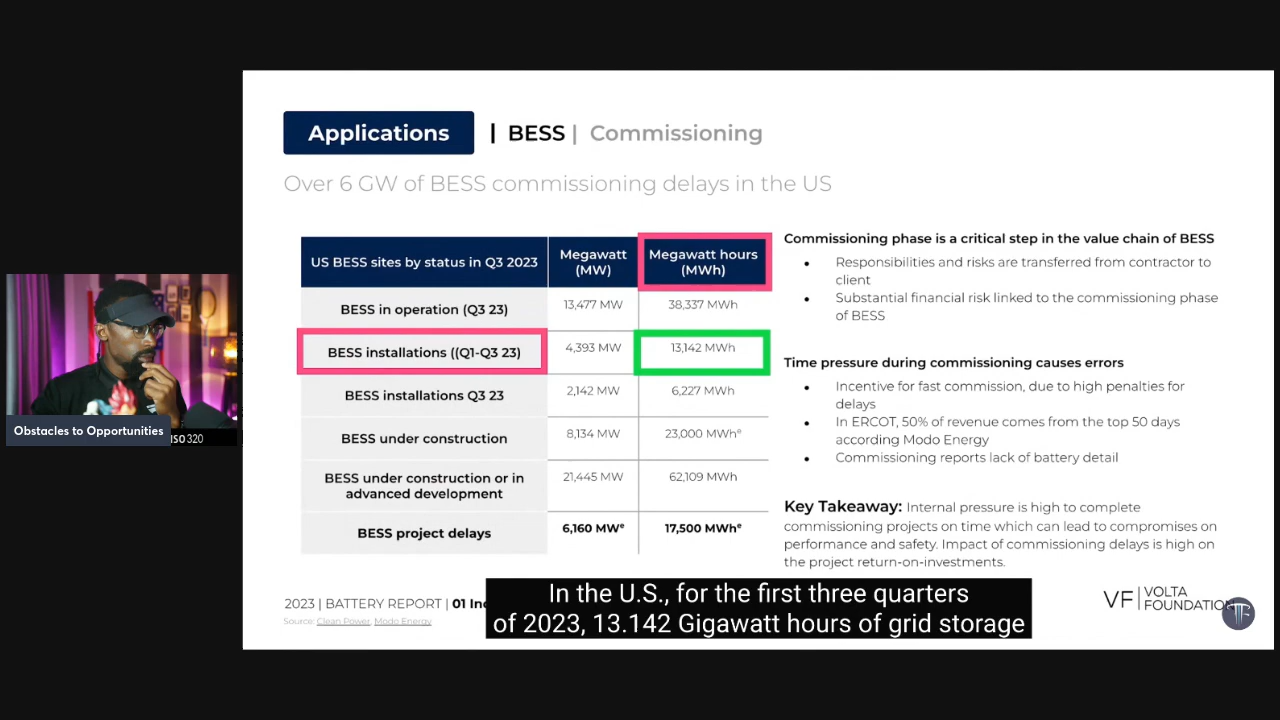 Applications | BESS | Commissioning
Over 6 GW of BESS commissioning delays in the US
US BESS sites by status in Q3 2023
Megawatt
(MW)
Megawatt hours
(MWh)
BESS in operation (Q3 23)
13,477 MW
38,337 MWh
BESS installations ((Q1-Q3 23)
4,393 MW
13,142 MWh
BESS installations Q3 23
2,142 MW
6,227 MWh
BESS under construction
8,134 MW
23,000 MWhᵉ
BESS under construction or in
advanced development
21,445 MW
62,109 MWh
BESS project delays
6,160 MWᵉ
17,500 MWhᵉ
Commissioning phase is a critical step in the value chain of BESS
● Responsibilities and risks are transferred from contractor to
client
● Substantial financial risk linked to the commissioning phase
of BESS
Time pressure during commissioning causes errors
● Incentive for fast commission, due to high penalties for
delays
● In ERCOT, 50% of revenue comes from the top 50 days
according Modo Energy
● Commissioning reports lack of battery detail
Key Takeaway: Internal pressure is high to complete
commissioning projects on time which can lead to compromises on
performance and safety. Impact of commissioning delays is high on
the project return-on-investments.
Obstacles to Opportunities
ISO 320
2023 | BATTERY REPORT | 01 In
Source: Clean Power, Modo Energy
In the U.S., for the first three quarters
of 2023, 13.142 Gigawatt hours of grid storage
VF | VOLTA
FOUNDATION